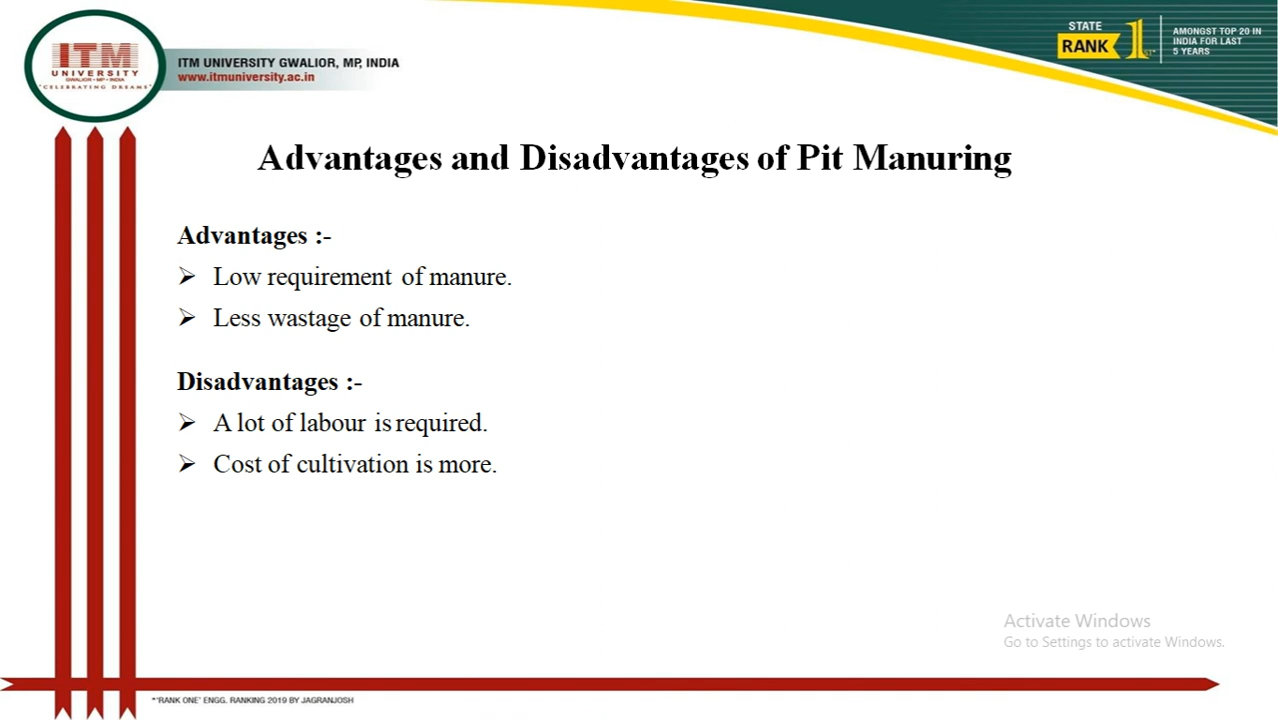 ITM
UNIVERSITY
GWALIOR • MP • INDIA
"CELEBRATING DREAMS"
ITM UNIVERSITY GWALIOR, MP, INDIA
www.itmuniversity.ac.in
STATE
RANK 1ST*
AMONGST TOP 20 IN
INDIA FOR LAST
5 YEARS
Advantages and Disadvantages of Pit Manuring
Advantages :-
➢ Low requirement of manure.
➢ Less wastage of manure.
Disadvantages :-
➢ A lot of labour is required.
➢ Cost of cultivation is more.
Activate Windows
Go to Settings to activate Windows.
*"RANK ONE" ENGG. RANKING 2019 BY JAGRANJOSH